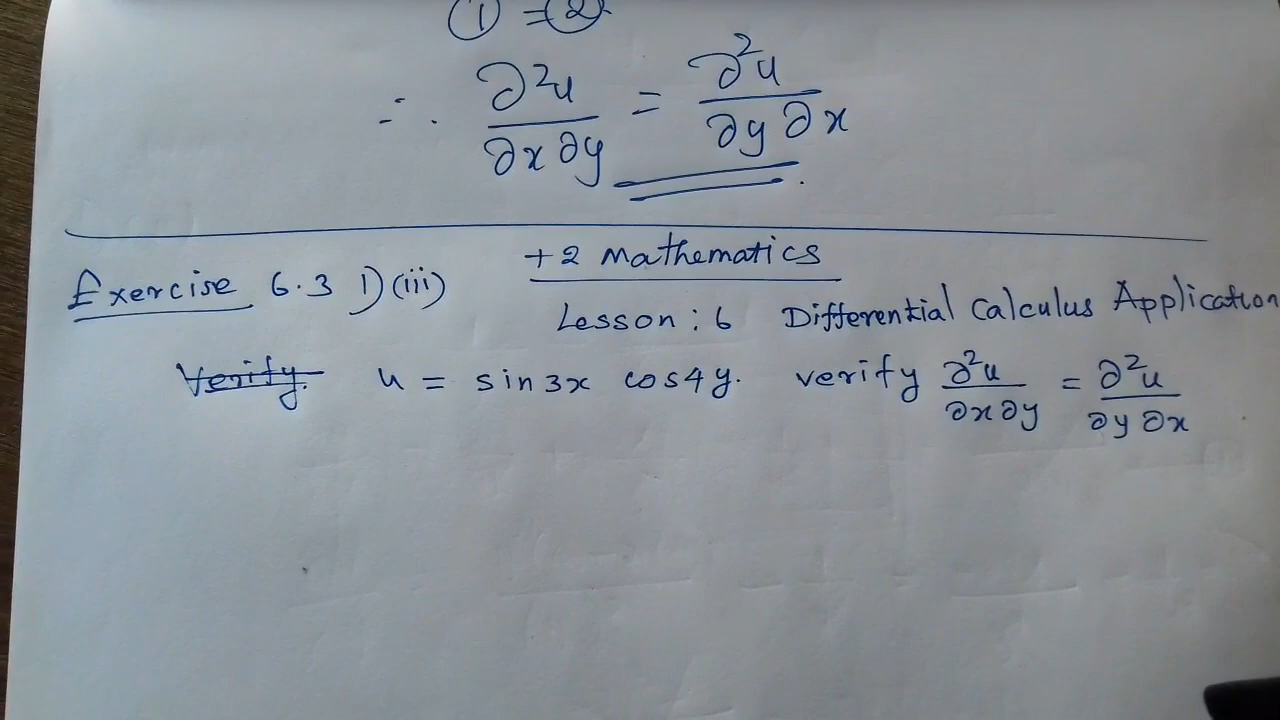 ① = ②.
∴ ∂²u/∂x∂y = ∂²u/∂y∂x.
+2 Mathematics
Exercise 6.3 1)(iii)
Lesson : 6 Differential Calculus Application
Verify. u = sin3x cos4y. verify ∂²u/∂x∂y = ∂²u/∂y∂x